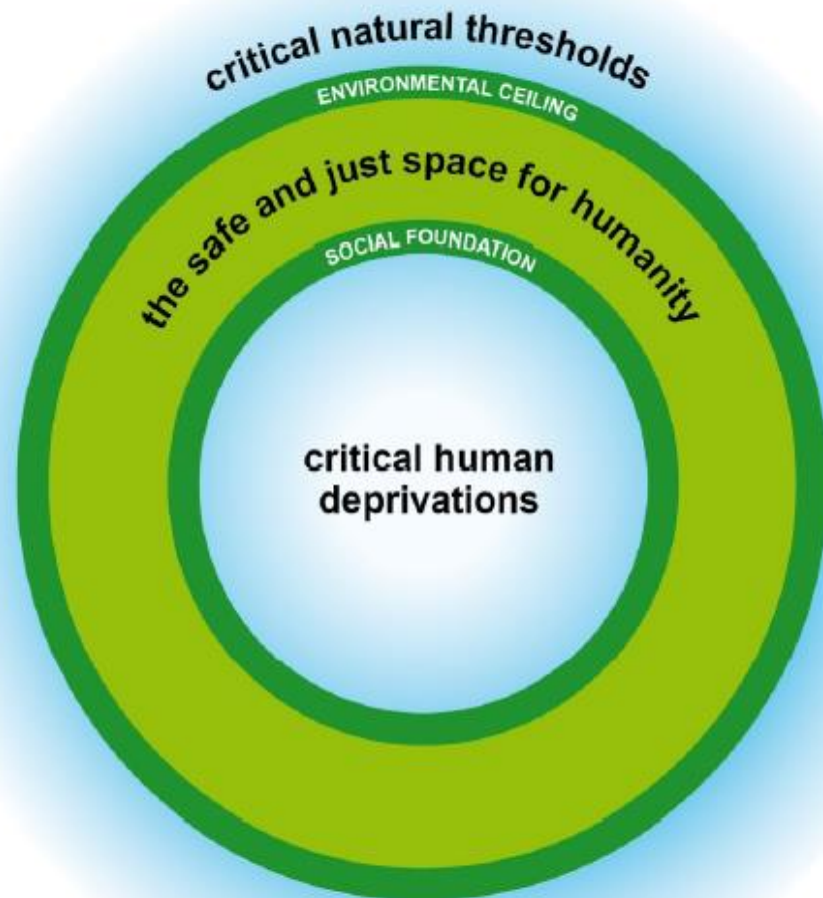 critical natural thresholds
ENVIRONMENTAL CEILING
the safe and just space for humanity
SOCIAL FOUNDATION
critical human
deprivations